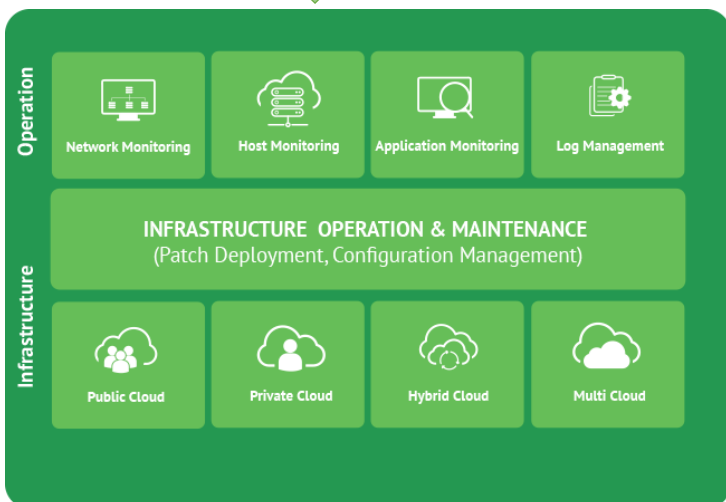 Operation
Network Monitoring
Host Monitoring
Application Monitoring
Log Management
INFRASTRUCTURE OPERATION & MAINTENANCE
(Patch Deployment, Configuration Management)
Infrastructure
Public Cloud
Private Cloud
Hybrid Cloud
Multi Cloud